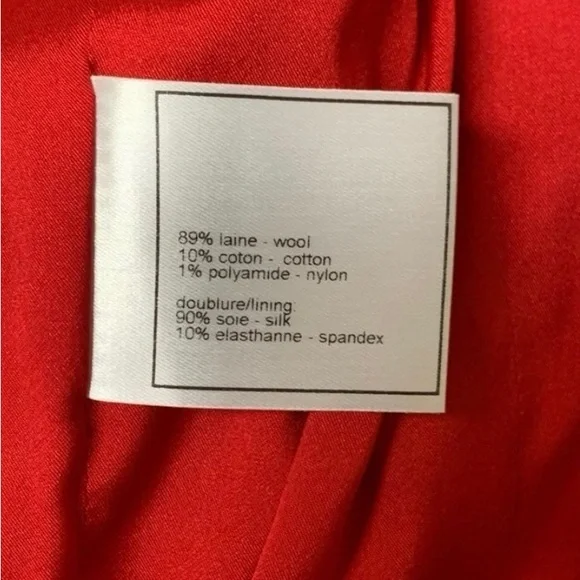 89% laine - wool
10% coton - cotton
1% polyamide - nylon
doublure/lining:
90% soie - silk
10% elasthanne - spandex